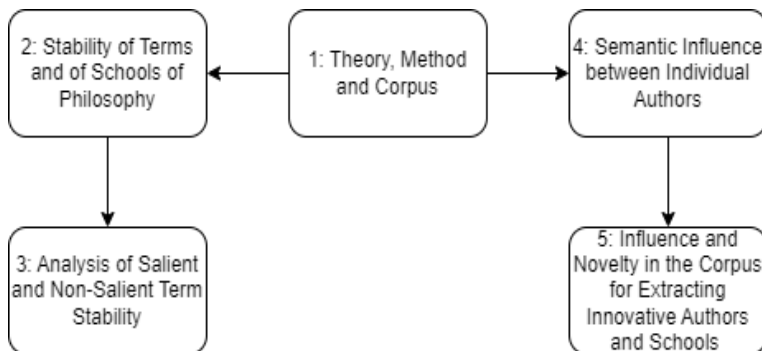 2: Stability of Terms
and of Schools of
Philosophy
1: Theory, Method
and Corpus
4: Semantic Influence
between Individual
Authors
3: Analysis of Salient
and Non-Salient Term
Stability
5: Influence and
Novelty in the Corpus
for Extracting
Innovative Authors
and Schools